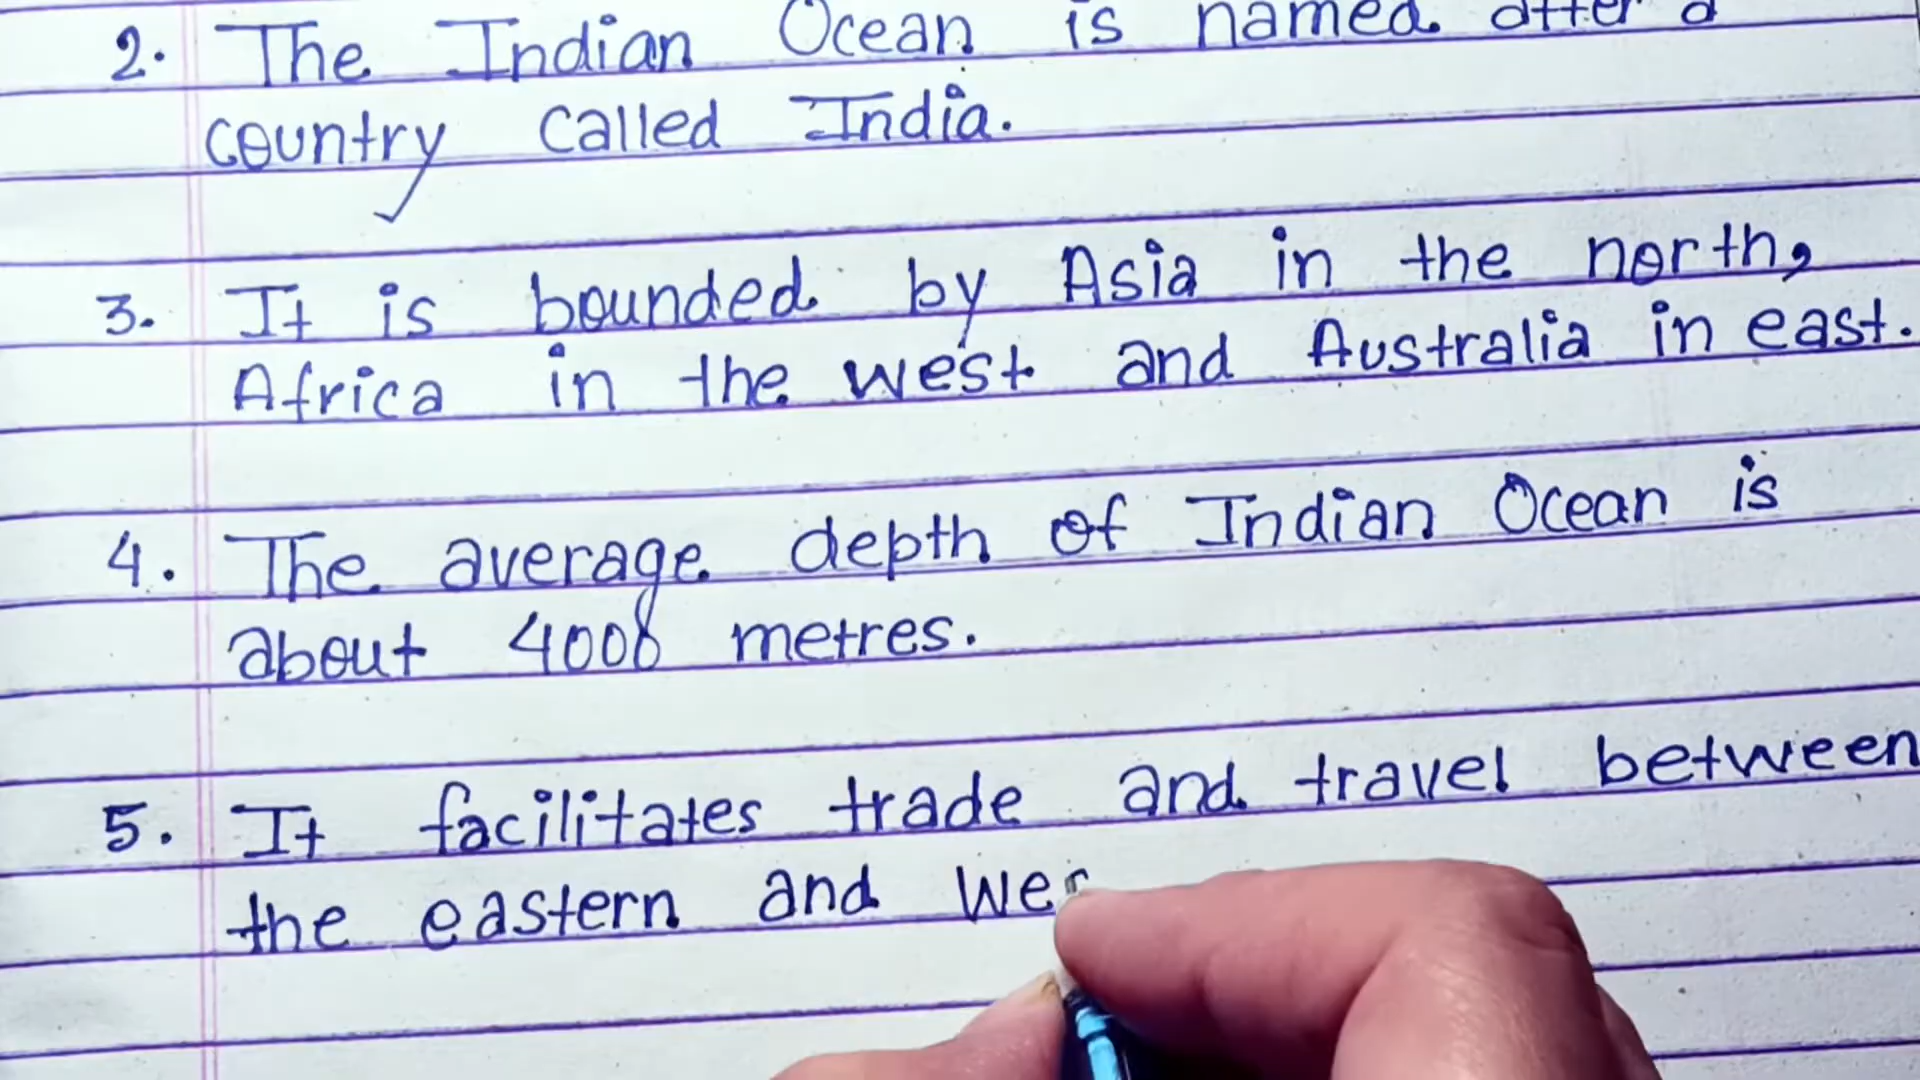 2. The Indian Ocean is named after a
country called India.
3. It is bounded by Asia in the north,
Africa in the west and Australia in east.
4. The average depth of Indian Ocean is
about 4000 metres.
5. It facilitates trade and travel between
the eastern and